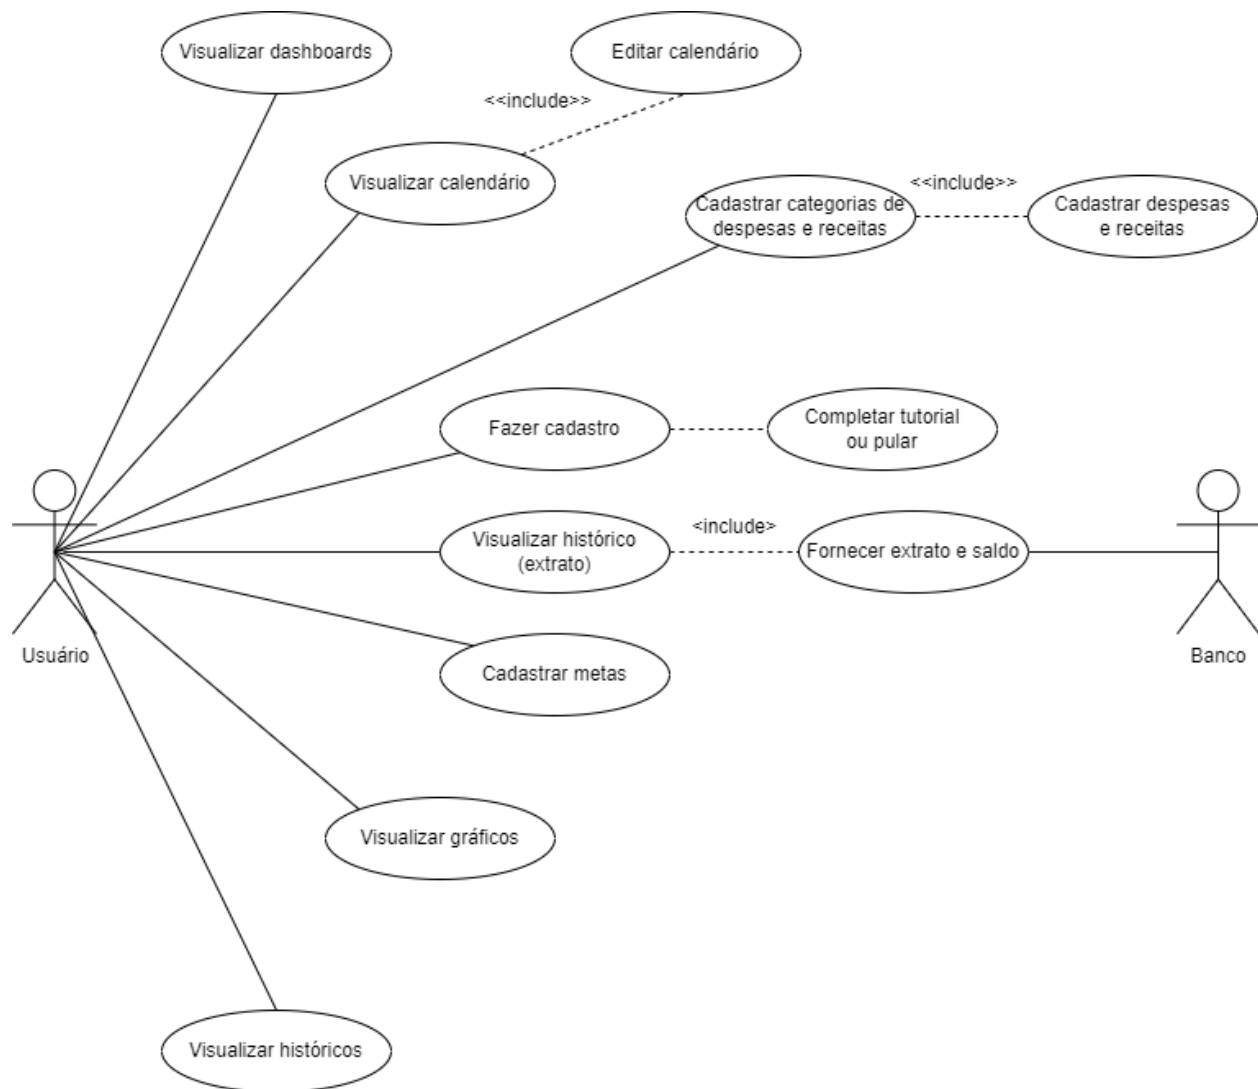 Visualizar dashboards
Editar calendário
<<include>>
Visualizar calendário
<<include>>
Cadastrar categorias de
despesas e receitas
Cadastrar despesas
e receitas
Fazer cadastro
Completar tutorial
ou pular
Visualizar histórico
(extrato)
<include>
Fornecer extrato e saldo
Usuário
Banco
Cadastrar metas
Visualizar gráficos
Visualizar históricos